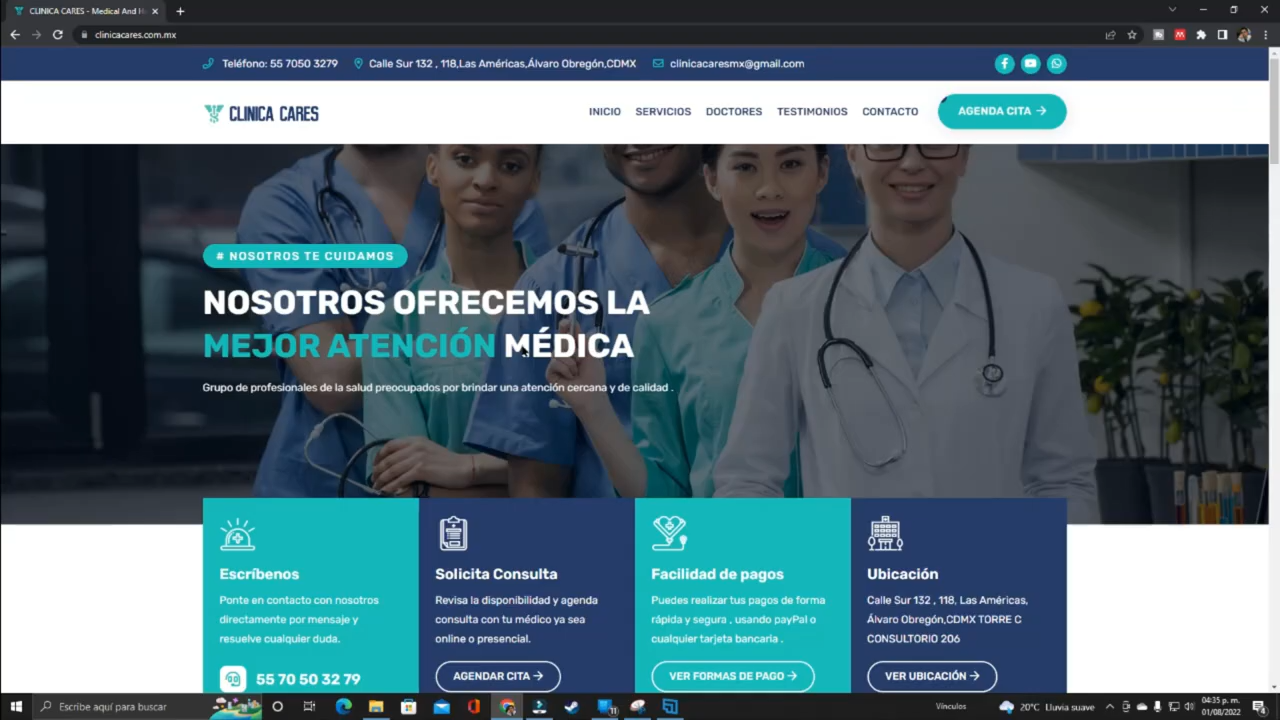 CLINICA CARES - Medical And H
clinicacares.com.mx
Teléfono: 55 7050 3279
Calle Sur 132 , 118,Las Américas,Álvaro Obregón,CDMX
clinicacaresmx@gmail.com
CLINICA CARES
INICIO
SERVICIOS
DOCTORES
TESTIMONIOS
CONTACTO
AGENDA CITA
# NOSOTROS TE CUIDAMOS
NOSOTROS OFRECEMOS LA
MEJOR ATENCIÓN MÉDICA
Grupo de profesionales de la salud preocupados por brindar una atención cercana y de calidad .
Escríbenos
Ponte en contacto con nosotros
directamente por mensaje y
resuelve cualquier duda.
55 70 50 32 79
Solicita Consulta
Revisa la disponibilidad y agenda
consulta con tu médico ya sea
online o presencial.
AGENDAR CITA
Facilidad de pagos
Puedes realizar tus pagos de forma
rápida y segura , usando payPal o
cualquier tarjeta bancaria .
VER FORMAS DE PAGO
Ubicación
Calle Sur 132 , 118, Las Américas,
Álvaro Obregón,CDMX TORRE C
CONSULTORIO 206
VER UBICACIÓN
Escribe aquí para buscar
Vínculos
20°C Lluvia suave
04:35 p. m.
01/08/2022